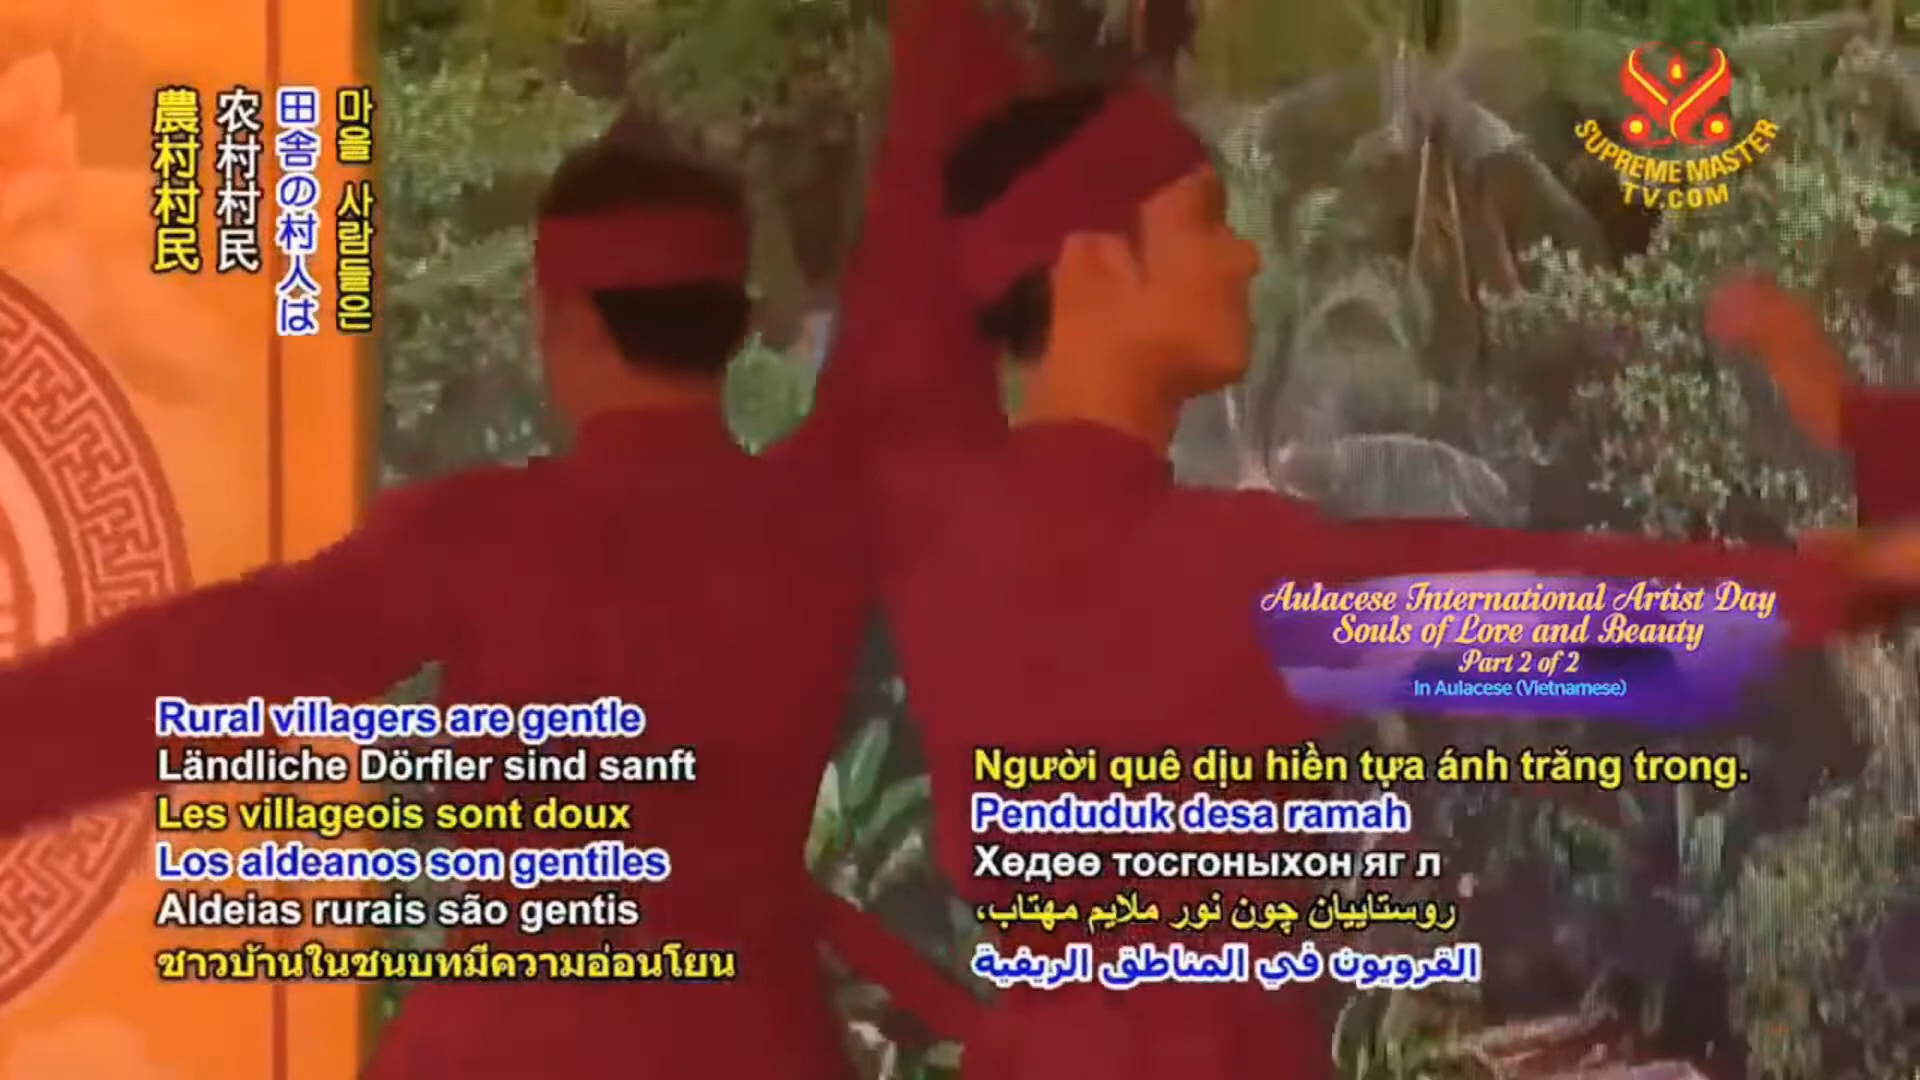 農村村民
农村村民
田舎の村人は
마을 사람들은
SUPREME MASTER
TV.COM
Aulacese International Artist Day
Souls of Love and Beauty
Part 2 of 2
In Aulacese (Vietnamese)
Rural villagers are gentle
Ländliche Dörfler sind sanft
Les villageois sont doux
Los aldeanos son gentiles
Aldeias rurais são gentis
ชาวบ้านในชนบทมีความอ่อนโยน
Người quê dịu hiền tựa ánh trăng trong.
Penduduk desa ramah
Хөдөө тосгоныхон яг л
روستاییان چون نور ملایم مهتاب،
القرويون في المناطق الريفية